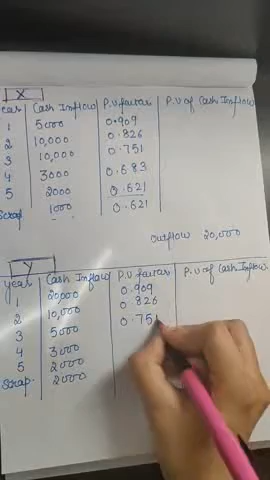 X
Year Cash Inflow P.V factor P.V of Cash Inflow
1 5000 0.909
2 10,000 0.826
3 10,000 0.751
4 3000 0.683
5 2000 0.621
Scrap 1000 0.621
Outflow 20,000
Y
Year Cash Inflow P.V factor P.V of Cash Inflow
1 20,000 0.909
2 10,000 0.826
3 5000 0.751
4 3000
5 2000
Scrap. 2000